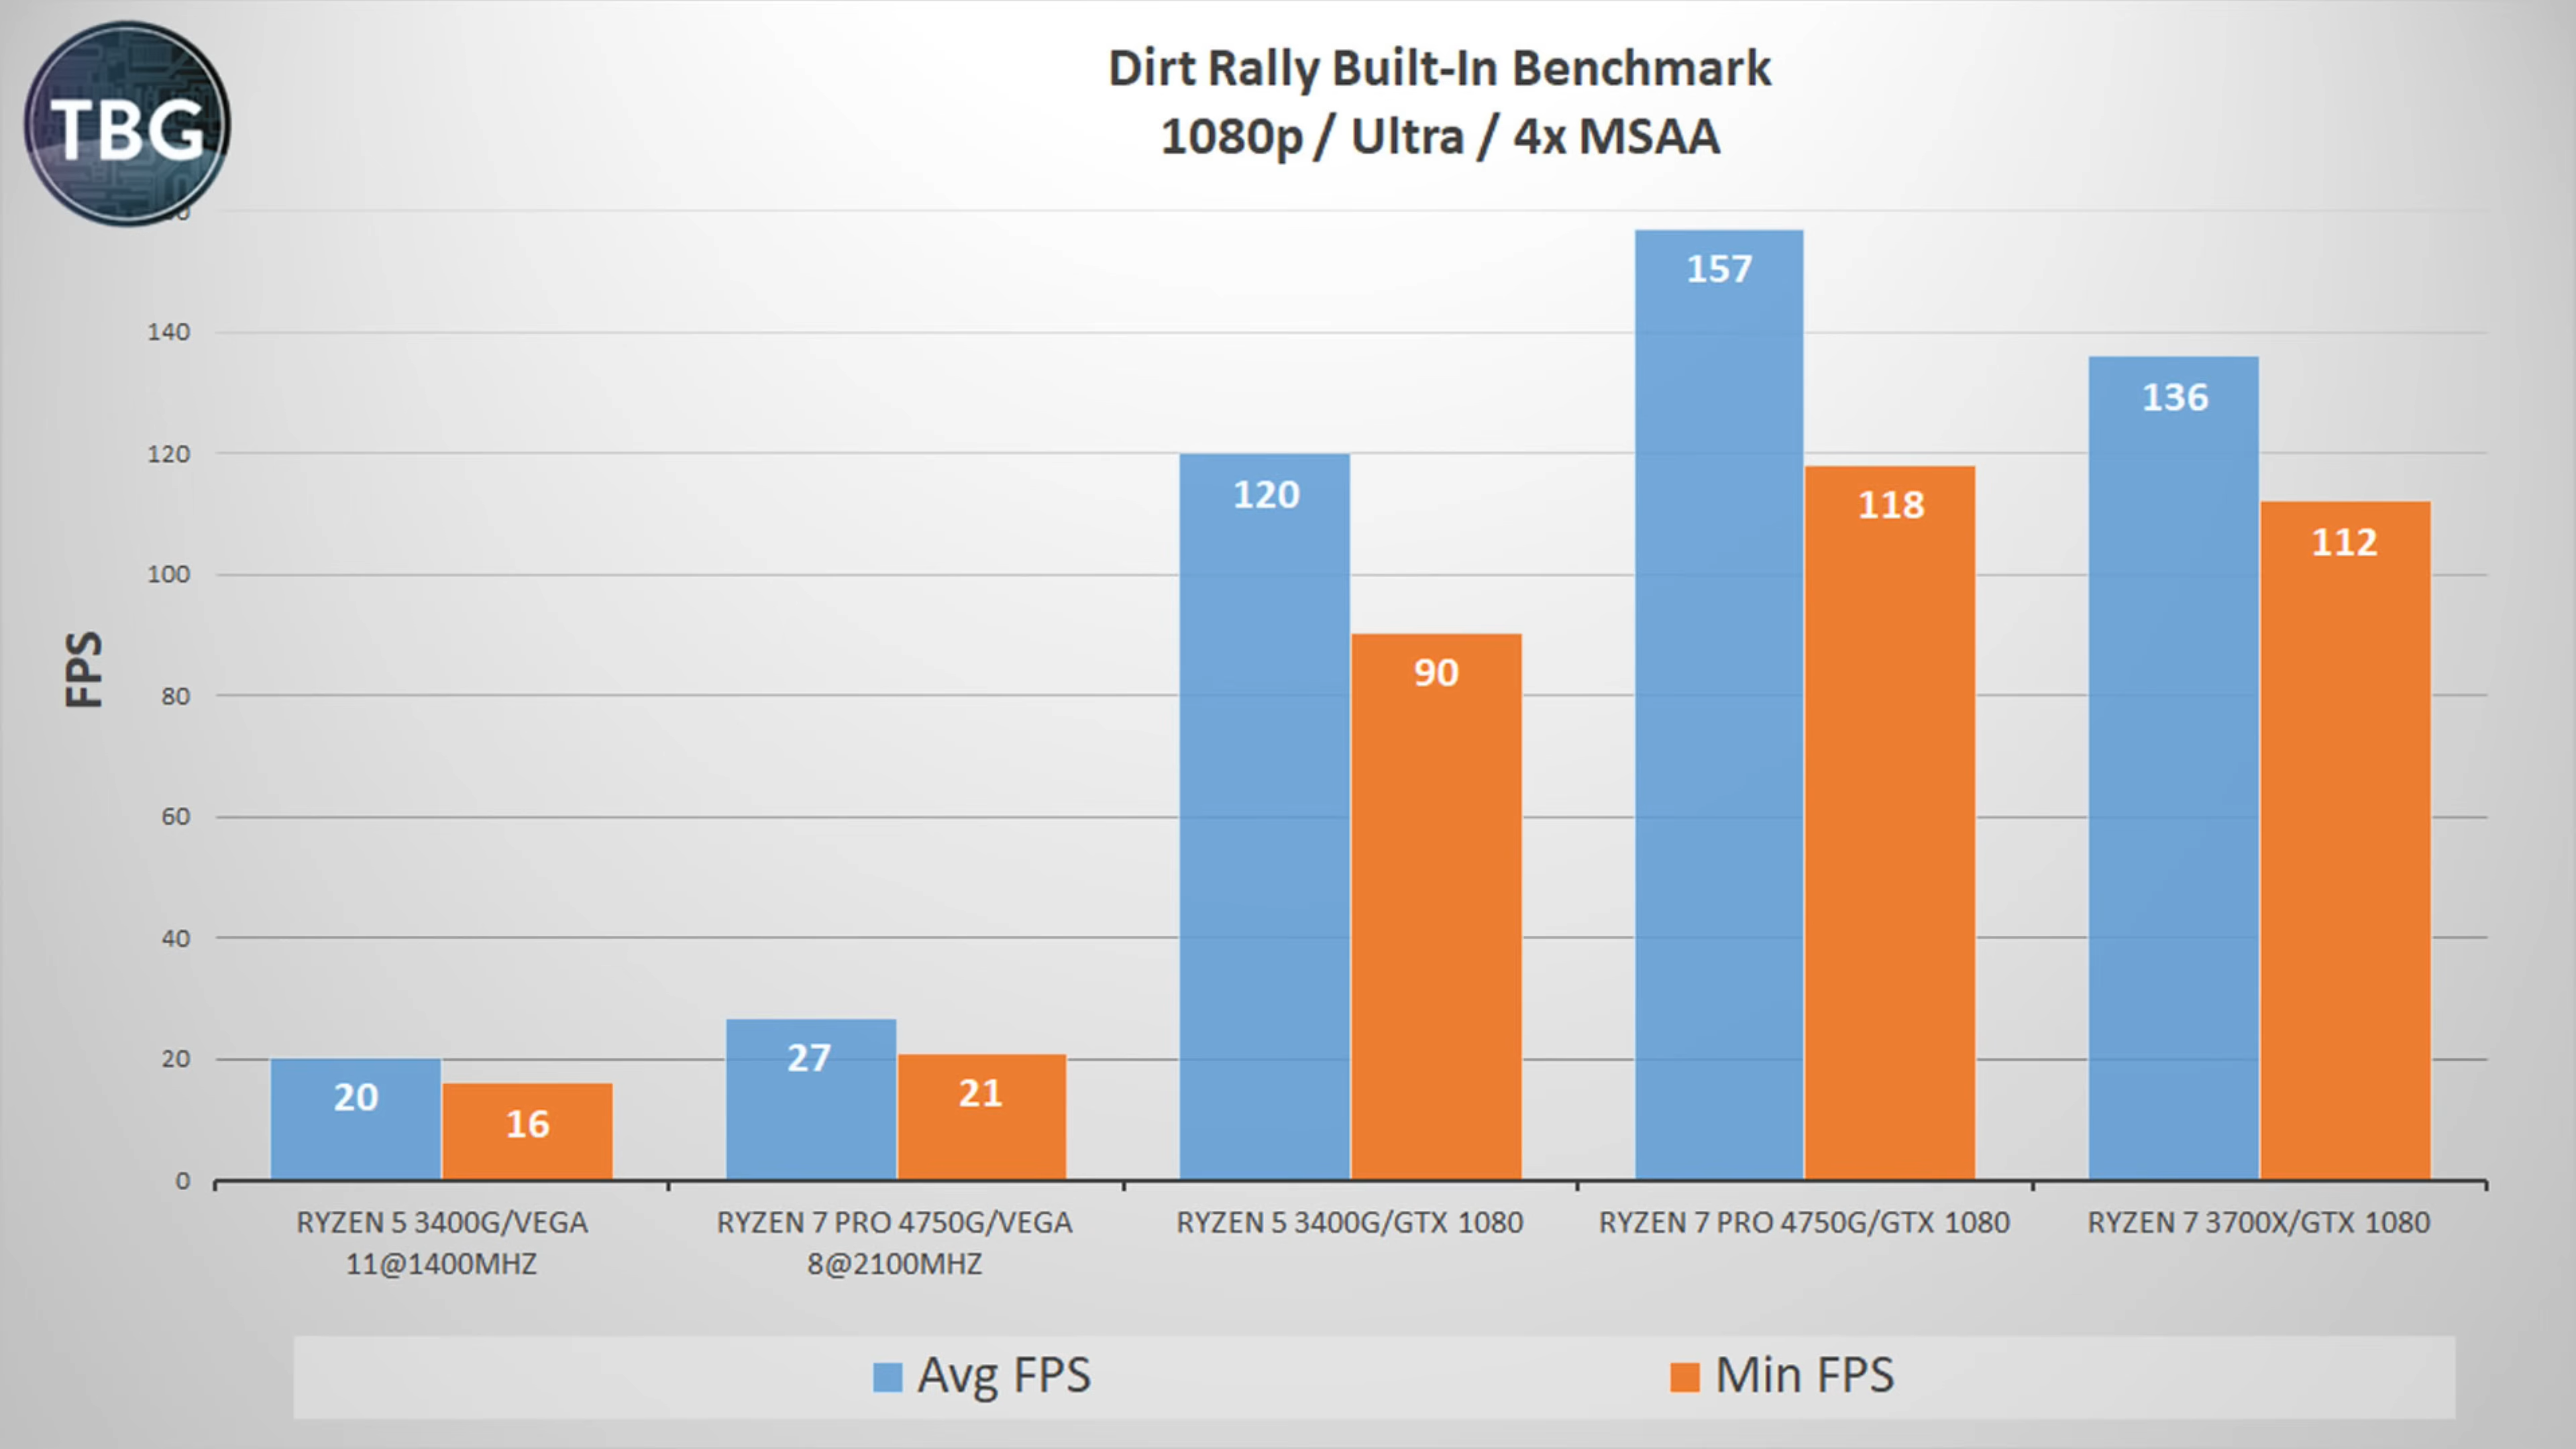 TBG
Dirt Rally Built-In Benchmark
1080p / Ultra / 4x MSAA
FPS
140
120
100
80
60
40
20
0
20
16
27
21
120
90
157
118
136
112
RYZEN 5 3400G/VEGA
11@1400MHZ
RYZEN 7 PRO 4750G/VEGA
8@2100MHZ
RYZEN 5 3400G/GTX 1080
RYZEN 7 PRO 4750G/GTX 1080
RYZEN 7 3700X/GTX 1080
Avg FPS
Min FPS